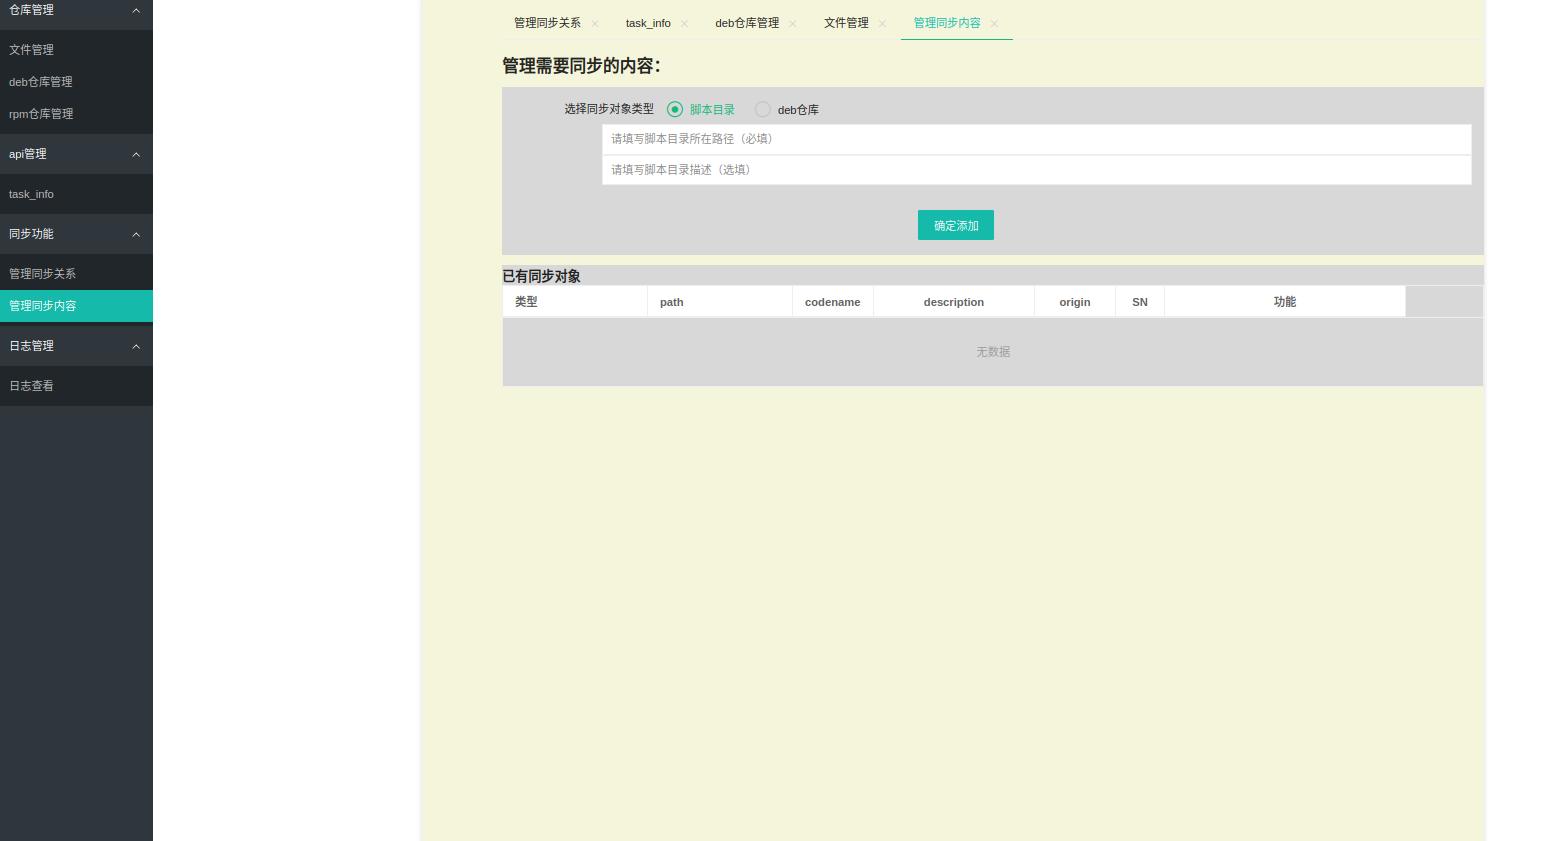 仓库管理
文件管理
deb仓库管理
rpm仓库管理
api管理
task_info
同步功能
管理同步关系
管理同步内容
日志管理
日志查看
管理同步关系 task_info deb仓库管理 文件管理 管理同步内容
管理需要同步的内容：
选择同步对象类型 脚本目录 deb仓库
请填写脚本目录所在路径（必填）
请填写脚本目录描述（选填）
确定添加
已有同步对象
类型 path codename description origin SN 功能
无数据